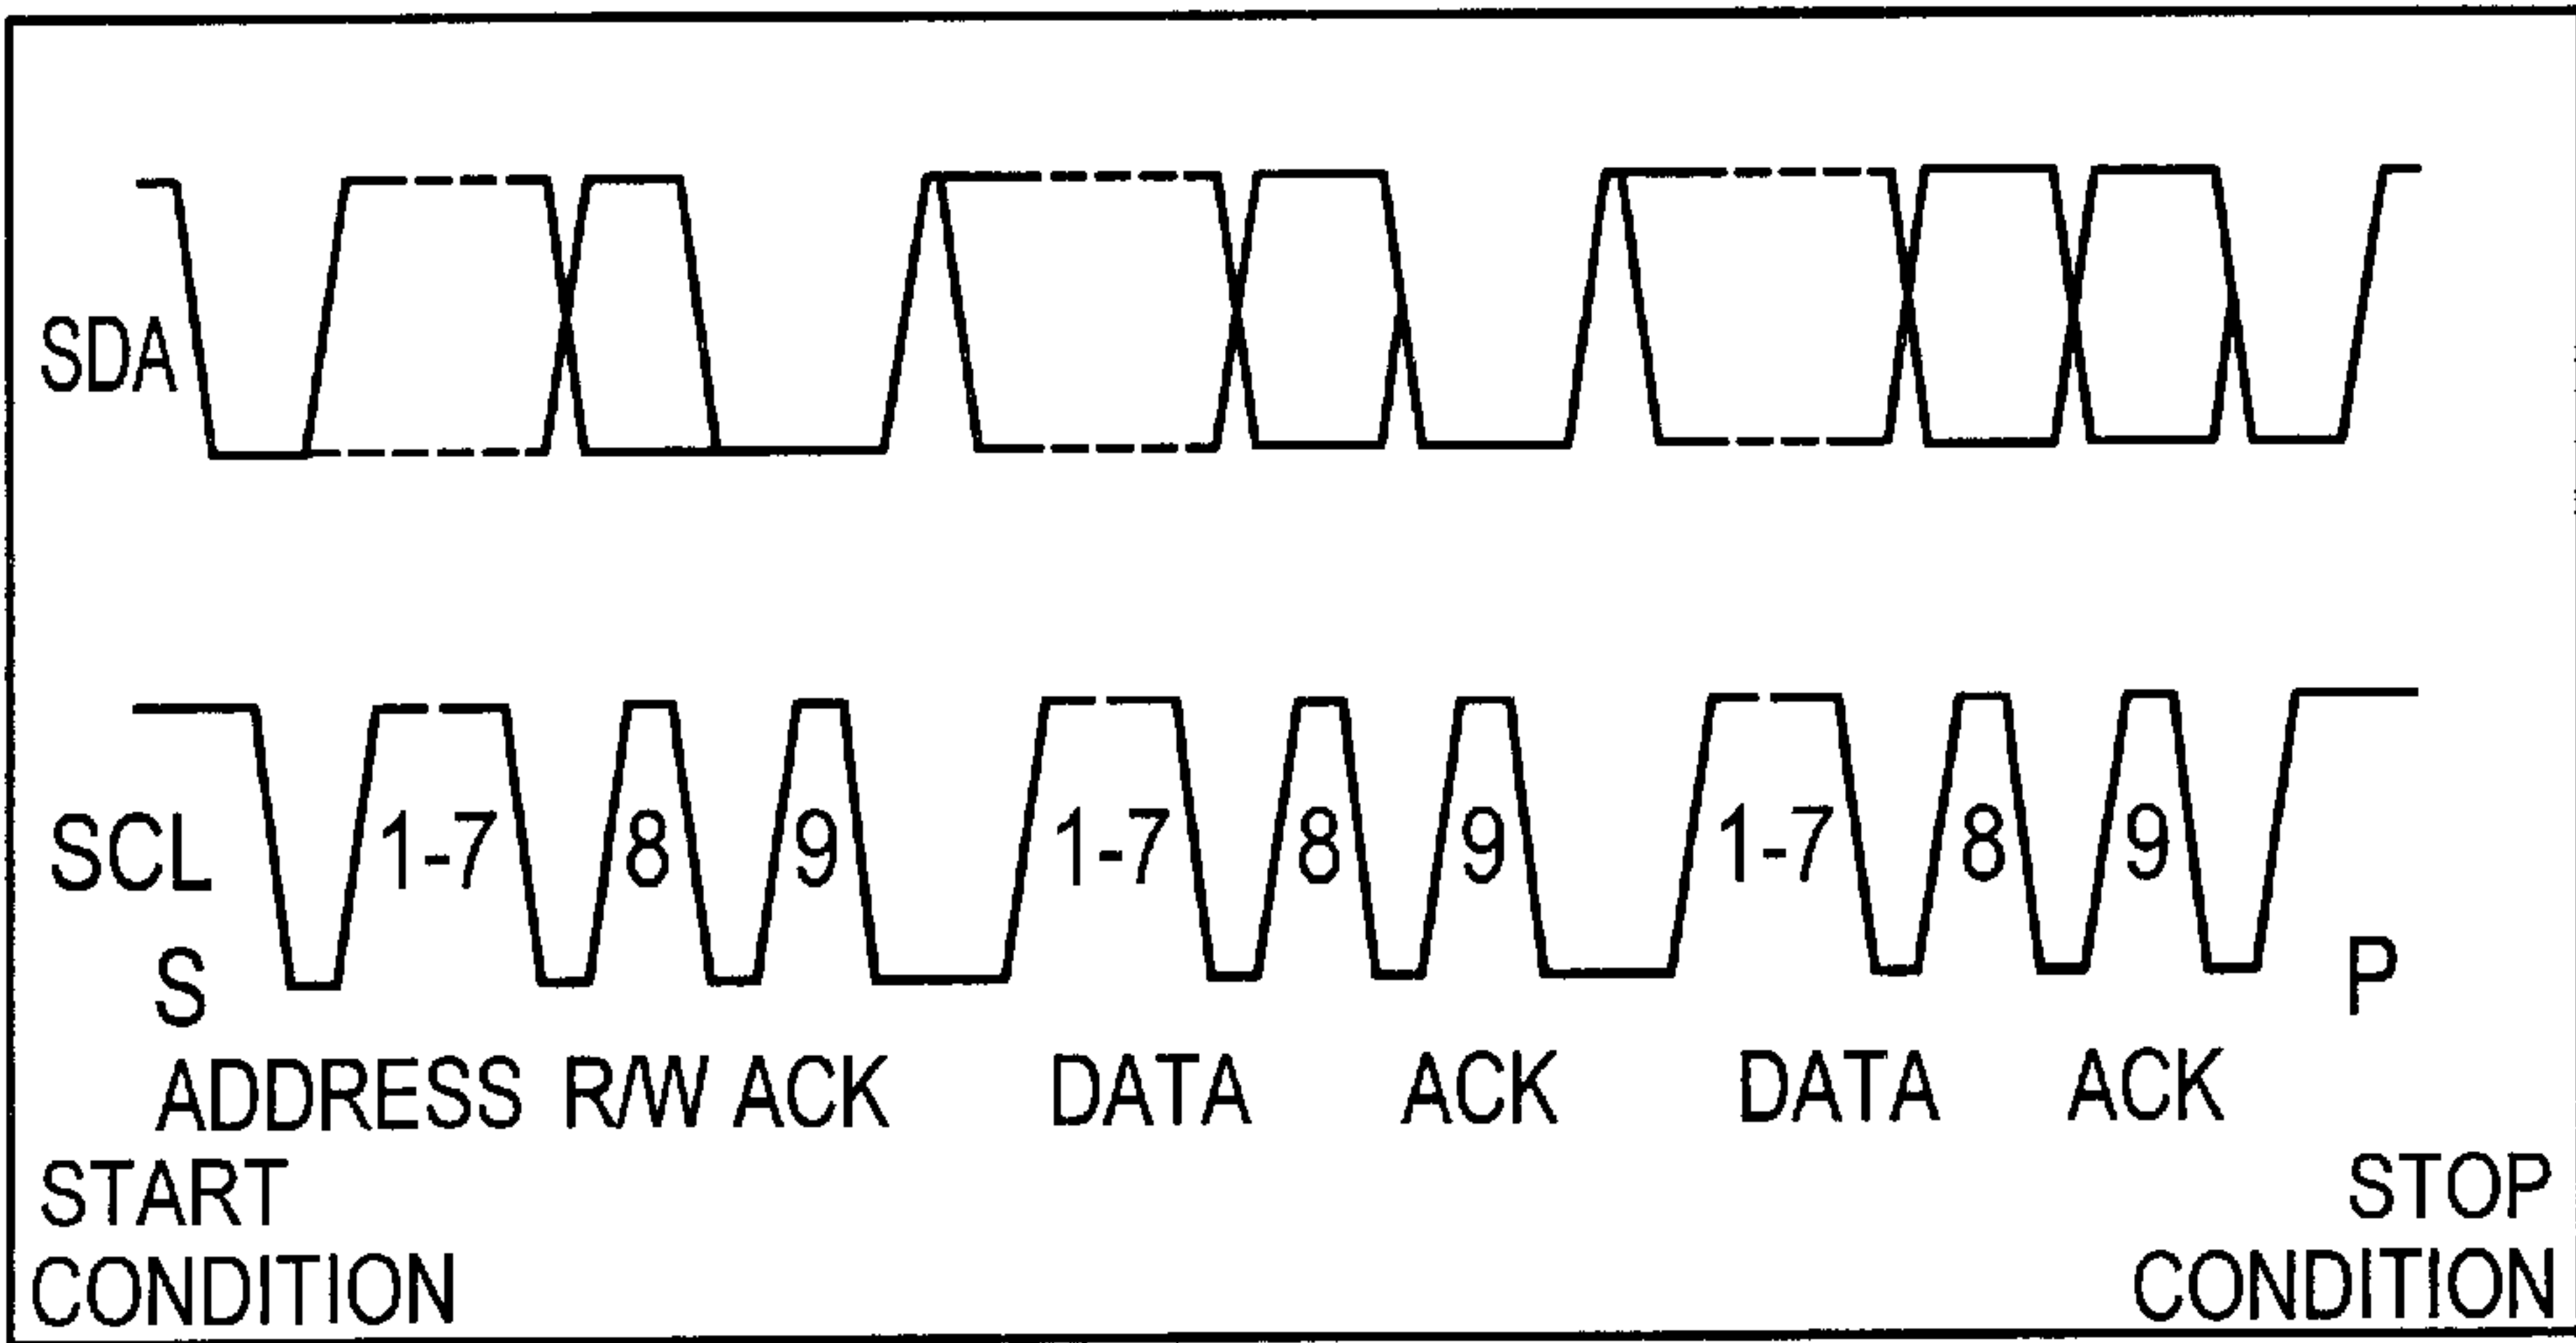 SDA
SCL 1-7 8 9 1-7 8 9 1-7 8 9
S P
ADDRESS R/W ACK DATA ACK DATA ACK
START STOP
CONDITION CONDITION